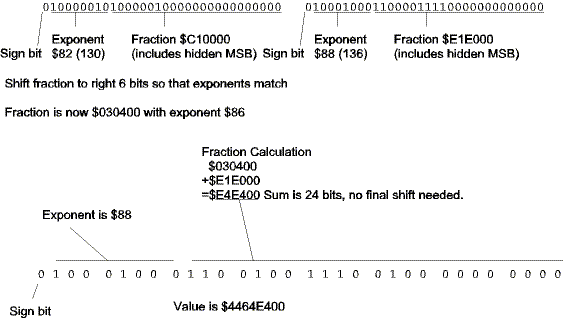 01000001010000010000000000000000 01000100011000011110000000000000
Sign bit Exponent Fraction $C10000 Sign bit Exponent Fraction $E1E000
$82 (130) (includes hidden MSB) $88 (136) (includes hidden MSB)
Shift fraction to right 6 bits so that exponents match
Fraction is now $030400 with exponent $86
Fraction Calculation
$030400
+$E1E000
=$E4E400 Sum is 24 bits, no final shift needed.
Exponent is $88
0 1 0 0 0 1 0 0 0 1 1 0 0 1 0 0 1 1 1 0 0 1 0 0 0 0 0 0 0 0 0 0
Sign bit
Value is $4464E400